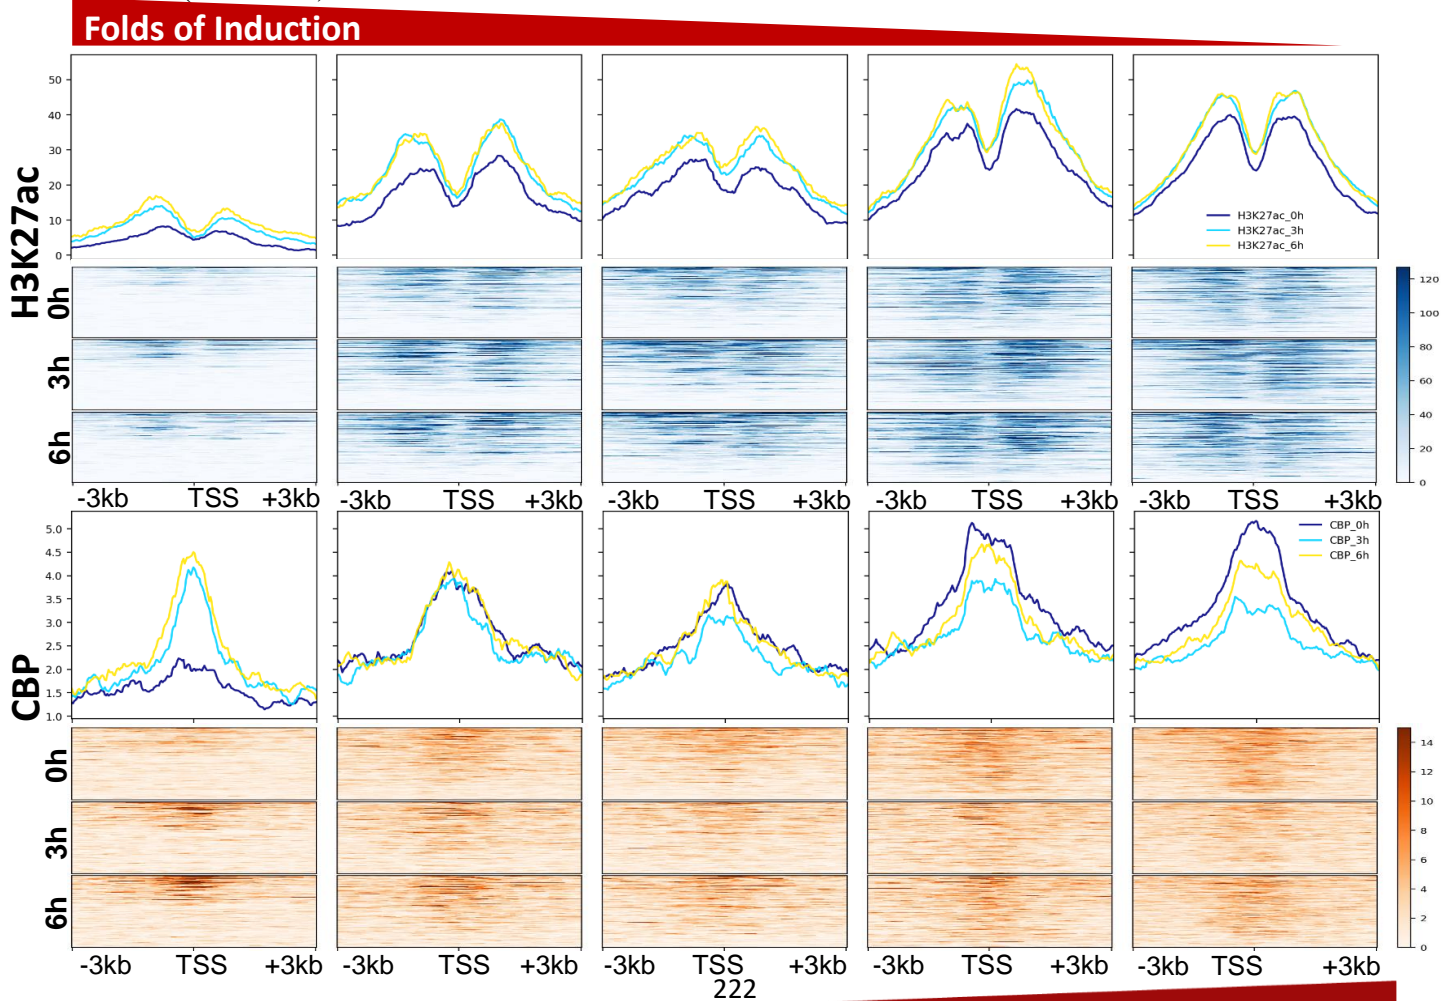 Folds of Induction
H3K27ac
50
40
30
20
10
0
H3K27ac_0h
H3K27ac_3h
H3K27ac_6h
0h
3h
6h
120
100
80
60
40
20
0
-3kb TSS +3kb -3kb TSS +3kb -3kb TSS +3kb -3kb TSS +3kb -3kb TSS +3kb
CBP
5.0
4.5
4.0
3.5
3.0
2.5
2.0
1.5
1.0
CBP_0h
CBP_3h
CBP_6h
0h
3h
6h
14
12
10
8
6
4
2
0
-3kb TSS +3kb -3kb TSS +3kb -3kb TSS +3kb -3kb TSS +3kb -3kb TSS +3kb
222